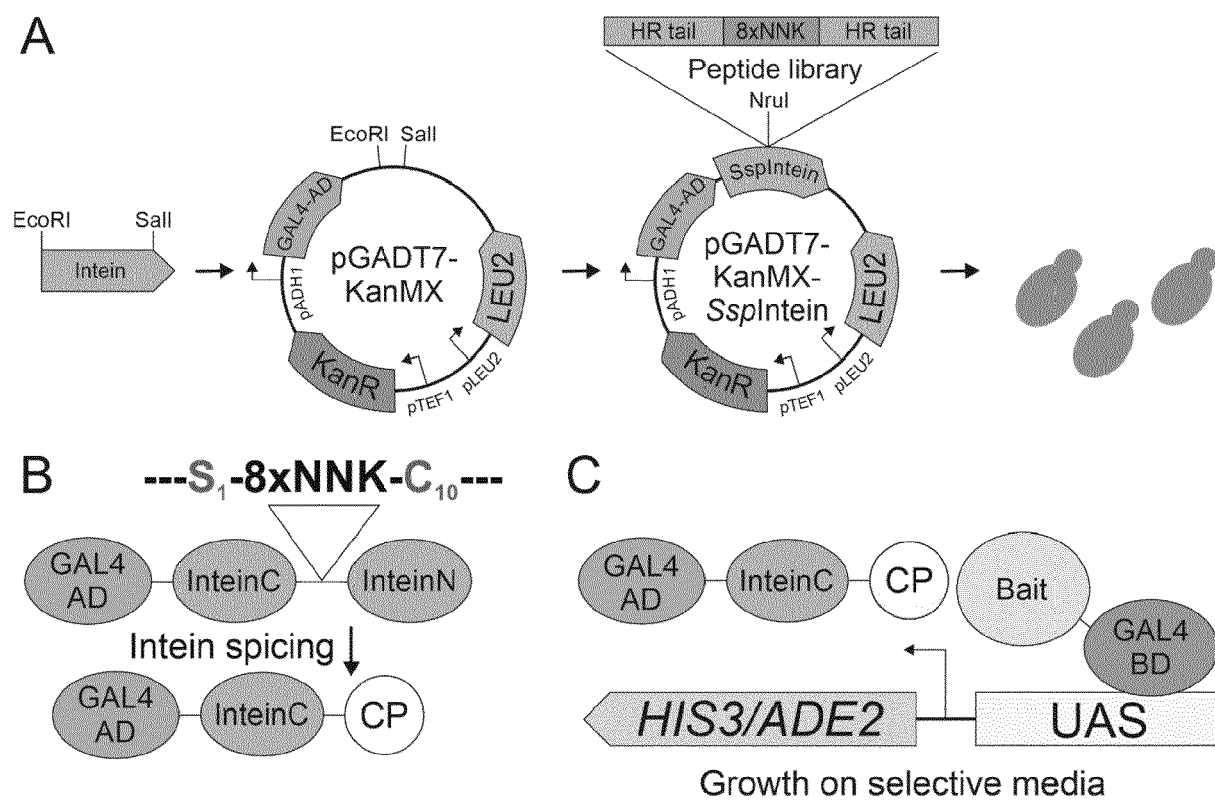 A
HR tail 8xNNK HR tail
Peptide library
NruI
EcoRI SalI
Intein
EcoRI SalI
GAL4-AD
pADH1
pGADT7-
KanMX
LEU2
KanR
pTEF1
pLEU2
SspIntein
GAL4-AD
pADH1
pGADT7-
KanMX-
SspIntein
LEU2
KanR
pTEF1
pLEU2
B
---S1-8xNNK-C10---
GAL4
AD
InteinC
InteinN
Intein spicing
GAL4
AD
InteinC
CP
C
GAL4
AD
InteinC
CP
Bait
GAL4
BD
HIS3/ADE2
UAS
Growth on selective media